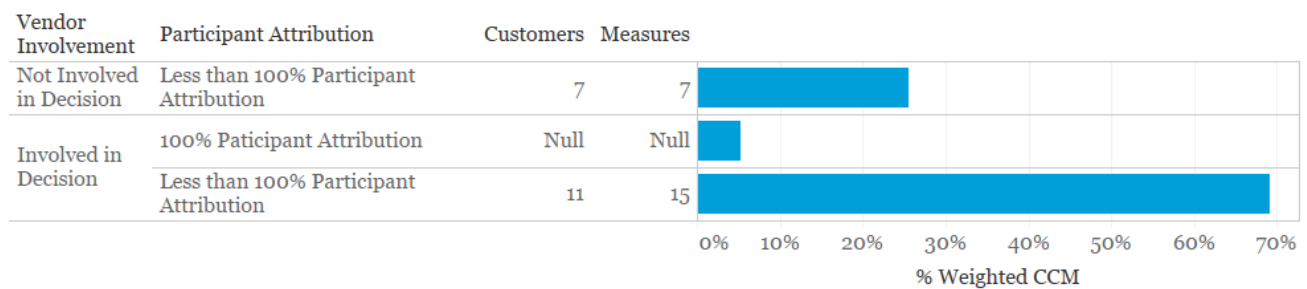 Vendor
Involvement
Participant Attribution
Customers
Measures
Not Involved
in Decision
Less than 100% Participant
Attribution
7
7
Involved in
Decision
100% Paticipant Attribution
Null
Null
Less than 100% Participant
Attribution
11
15
0% 10% 20% 30% 40% 50% 60% 70%
% Weighted CCM